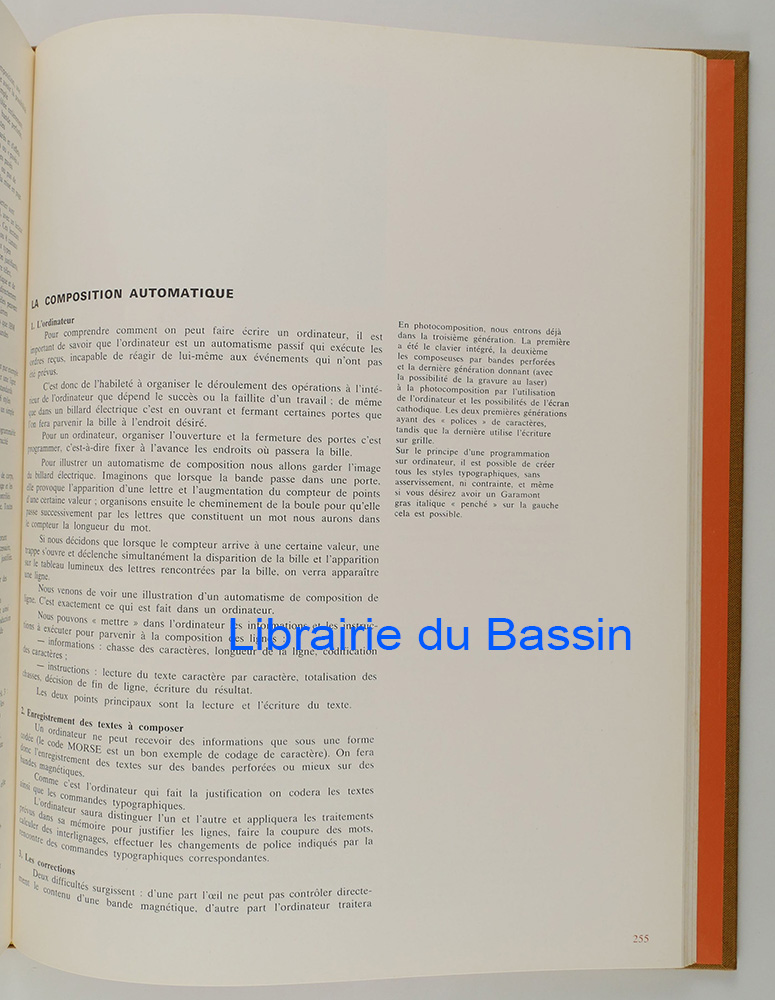 LA COMPOSITION AUTOMATIQUE
1. L'ordinateur
Pour comprendre comment on peut faire écrire un ordinateur, il est
important de savoir que l'ordinateur est un automatisme passif qui exécute les
ordres reçus, incapable de réagir de lui-même aux événements qui n'ont pas
été prévus.
C'est donc de l'habileté à organiser le déroulement des opérations à l'inté-
rieur de l'ordinateur que dépend le succès ou la faillite d'un travail ; de même
que dans un billard électrique c'est en ouvrant et fermant certaines portes que
l'on fera parvenir la bille à l'endroit désiré.
Pour un ordinateur, organiser l'ouverture et la fermeture des portes c'est
programmer, c'est-à-dire fixer à l'avance les endroits où passera la bille.
Pour illustrer un automatisme de composition nous allons garder l'image
du billard électrique. Imaginons que lorsque la bande passe dans une porte,
elle provoque l'apparition d'une lettre et l'augmentation du compteur de points
d'une certaine valeur ; organisons ensuite le cheminement de la boule pour qu'elle
passe successivement par les lettres que constituent un mot nous aurons dans
le compteur la longueur du mot.
Si nous décidons que lorsque le compteur arrive à une certaine valeur, une
trappe s'ouvre et déclenche simultanément la disparition de la bille et l'apparition
sur le tableau lumineux des lettres rencontrées par la bille, on verra apparaître
une ligne.
Nous venons de voir une illustration d'un automatisme de composition de
ligne. C'est exactement ce qui est fait dans un ordinateur.
Nous pouvons « mettre » dans l'ordinateur les informations et les instruc-
tions à exécuter pour parvenir à la composition des lignes :
— informations : chasse des caractères, longueur de la ligne, codification
des caractères ;
— instructions : lecture du texte caractère par caractère, totalisation des
chasses, décision de fin de ligne, écriture du résultat.
Les deux points principaux sont la lecture et l'écriture du texte.
2. Enregistrement des textes à composer
Un ordinateur ne peut recevoir des informations que sous une forme
codée (le code MORSE est un bon exemple de codage de caractère). On fera
donc l'enregistrement des textes sur des bandes perforées ou mieux sur des
bandes magnétiques.
Comme c'est l'ordinateur qui fait la justification on codera les textes
ainsi que les commandes typographiques.
L'ordinateur saura distinguer l'un et l'autre et appliquera les traitements
prévus dans sa mémoire pour justifier les lignes, faire la coupure des mots,
calculer des interlignages, effectuer les changements de police indiqués par la
rencontre des commandes typographiques correspondantes.
3. Les corrections
Deux difficultés surgissent : d'une part l'œil ne peut pas contrôler directe-
ment le contenu d'une bande magnétique, d'autre part l'ordinateur traitera
En photocomposition, nous entrons déjà
dans la troisième génération. La première
a été le clavier intégré, la deuxième
les composeuses par bandes perforées
et la dernière génération donnant (avec
la possibilité de la gravure au laser)
à la photocomposition par l'utilisation
de l'ordinateur et les possibilités de l'écran
cathodique. Les deux premières générations
ayant des « polices » de caractères,
tandis que la dernière utilise l'écriture
sur grille.
Sur le principe d'une programmation
sur ordinateur, il est possible de créer
tous les styles typographiques, sans
asservissement, ni contrainte, et même
si vous désirez avoir un Garamont
gras italique « penché » sur la gauche
cela est possible.
Librairie du Bassin
255